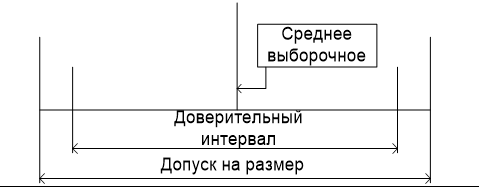 Среднее
выборочное
Доверительный
интервал
Допуск на размер